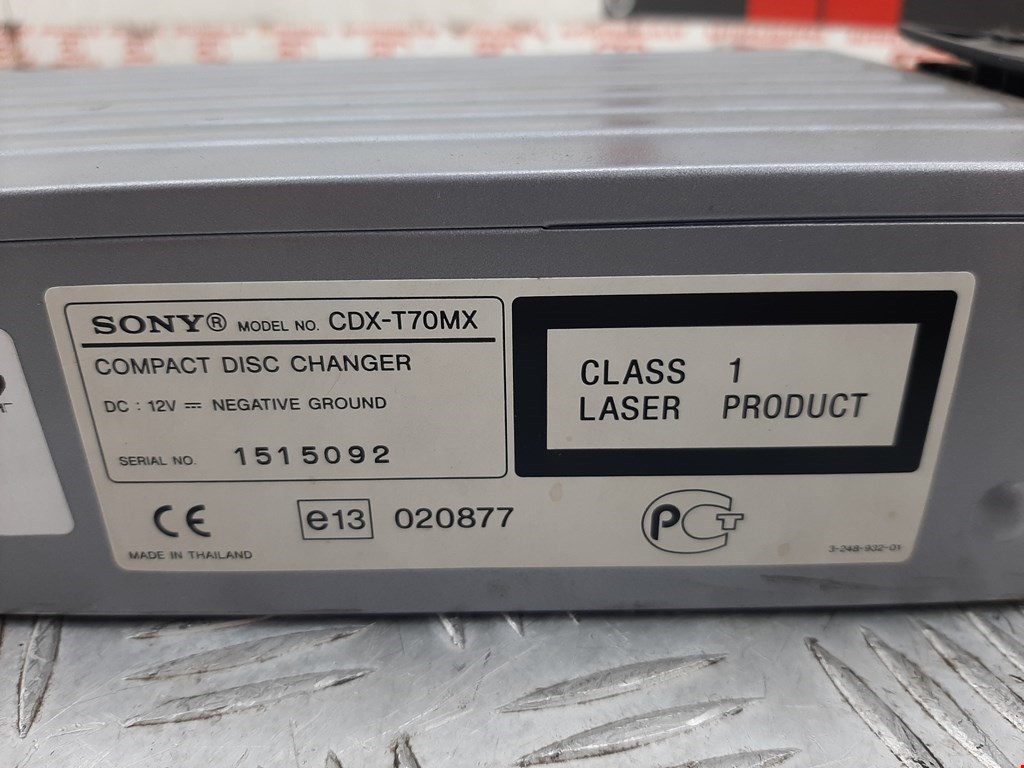 SONY® MODEL NO. CDX-T70MX
COMPACT DISC CHANGER
DC : 12V ⎓ NEGATIVE GROUND
SERIAL NO. 1515092
CLASS 1
LASER PRODUCT
CE
e13 020877
PCT
MADE IN THAILAND
3-248-932-01